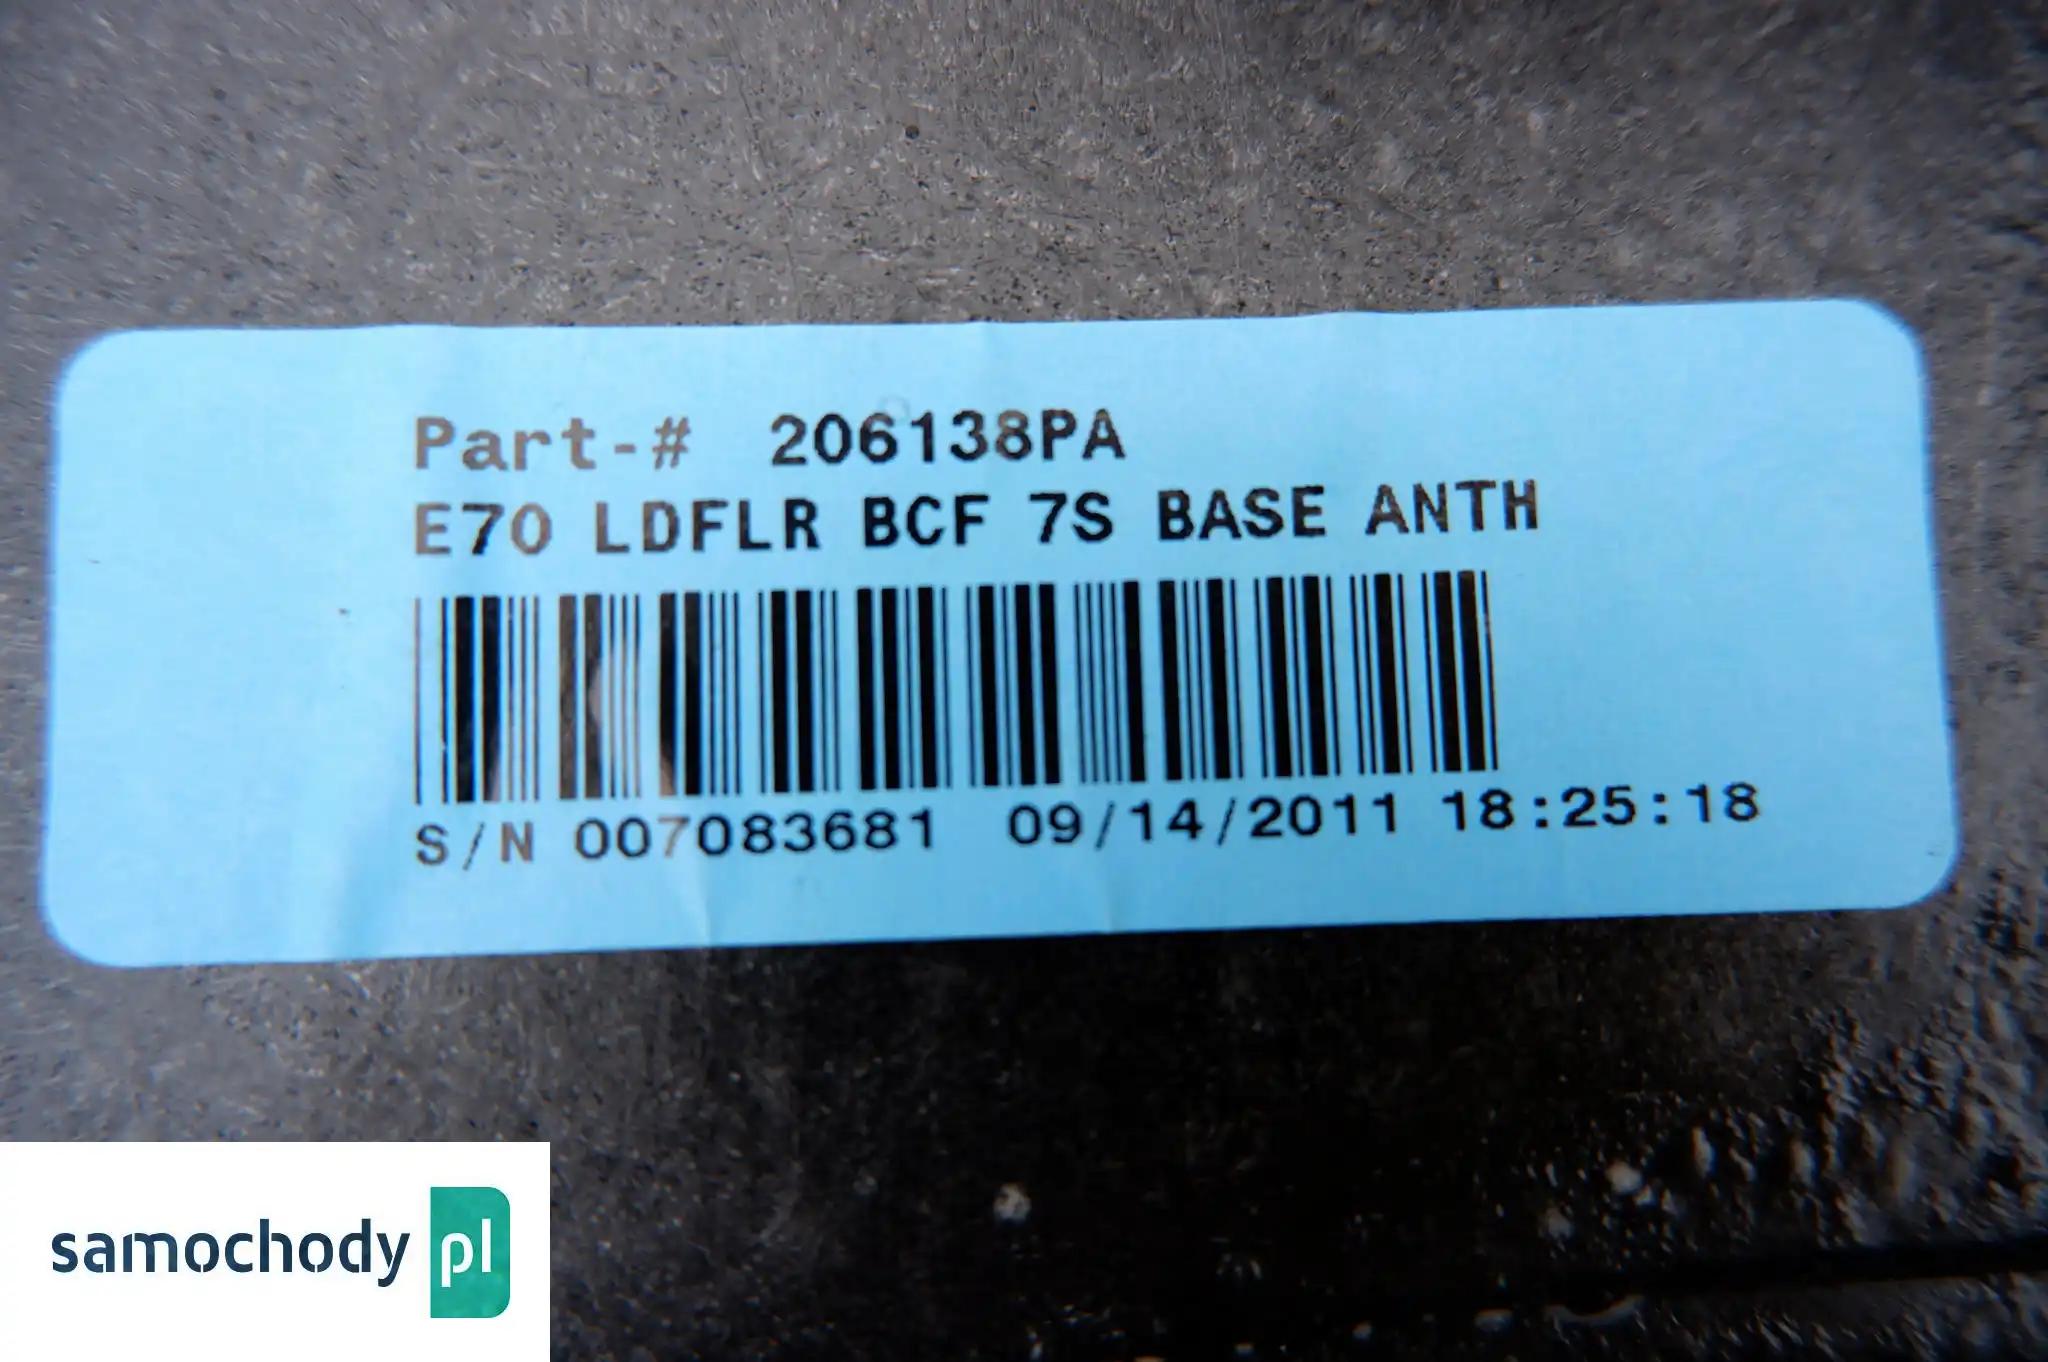 Part-# 206138PA
E70 LDFLR BCF 7S BASE ANTH
S/N 007083681 09/14/2011 18:25:18
samochody pl